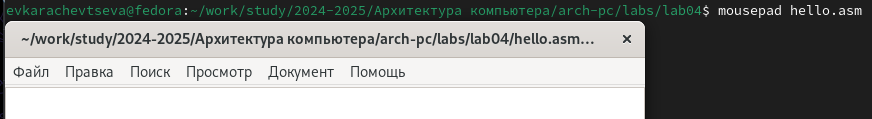 evkarachevtseva@fedora:~/work/study/2024-2025/Архитектура компьютера/arch-pc/labs/lab04$ mousepad hello.asm
~/work/study/2024-2025/Архитектура компьютера/arch-pc/labs/lab04/hello.asm...
Файл Правка Поиск Просмотр Документ Помощь